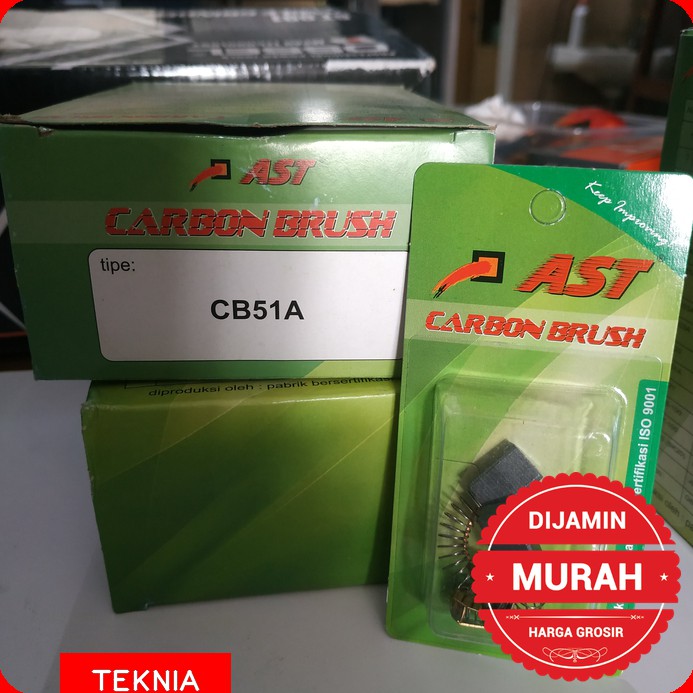 AST
CARBON BRUSH
tipe:
CB51A
diproduksi oleh : pabrik bersertifikasi
Keep Improving
AST
CARBON BRUSH
ertifikasi ISO 9001
DIJAMIN
MURAH
HARGA GROSIR
TEKNIA